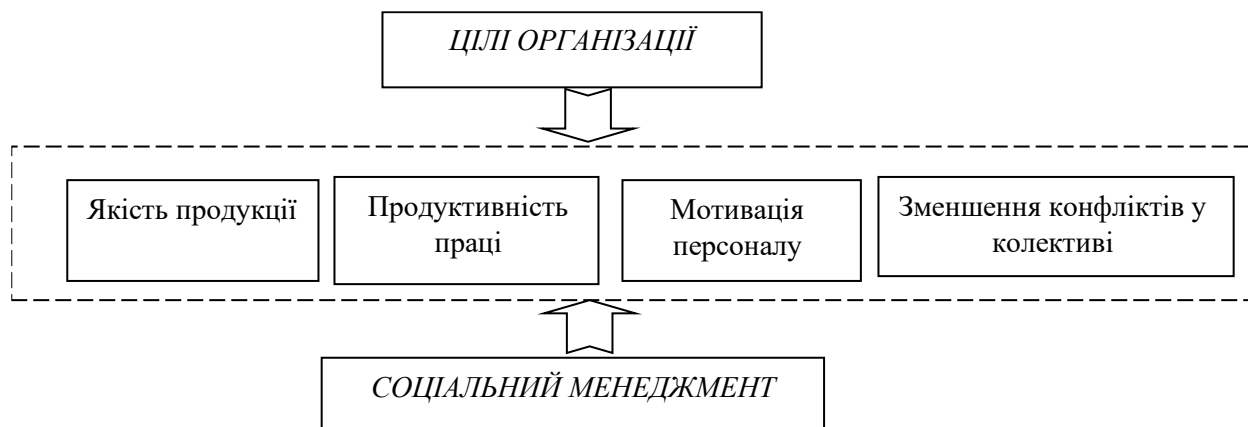 ЦІЛІ ОРГАНІЗАЦІЇ
Якість продукції
Продуктивність
праці
Мотивація
персоналу
Зменшення конфліктів у
колективі
СОЦІАЛЬНИЙ МЕНЕДЖМЕНТ